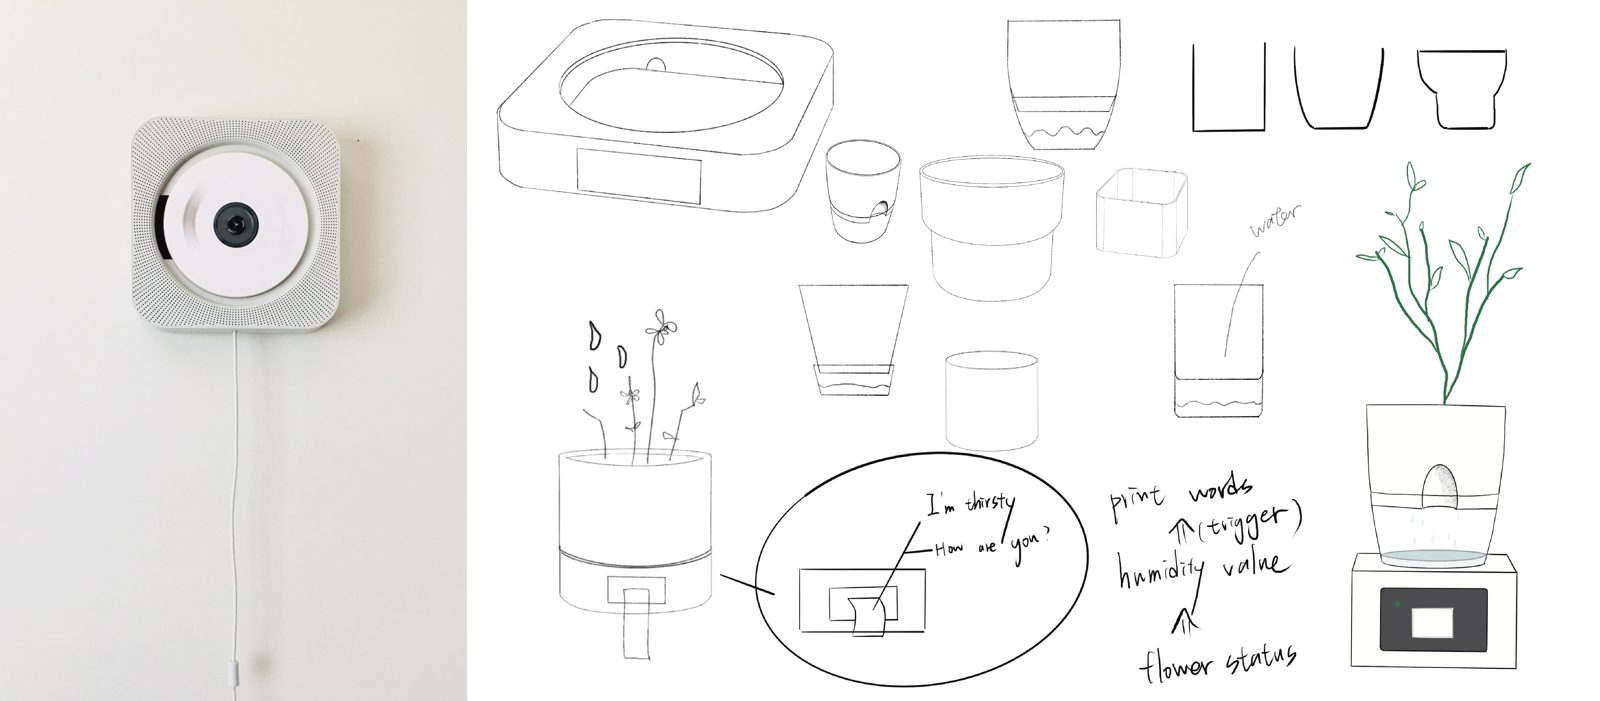 water
I'm thirsty
How are you?
print words
(trigger)
humidity value
flower status